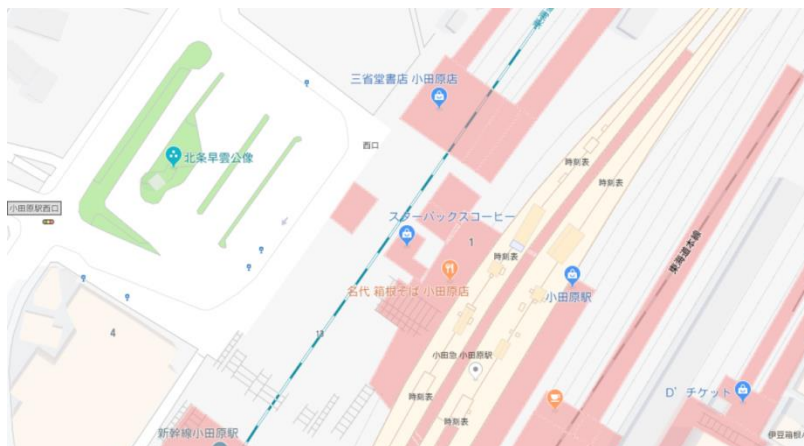 三省堂書店 小田原店
西口
北条早雲公像
時刻表
時刻表
小田原駅西口
スターバックスコーヒー
1
時刻表
東海道本線
名代 箱根そば 小田原店
小田原駅
4
13
小田急 小田原駅
時刻表
D'チケット
時刻表
新幹線小田原駅
伊豆箱根